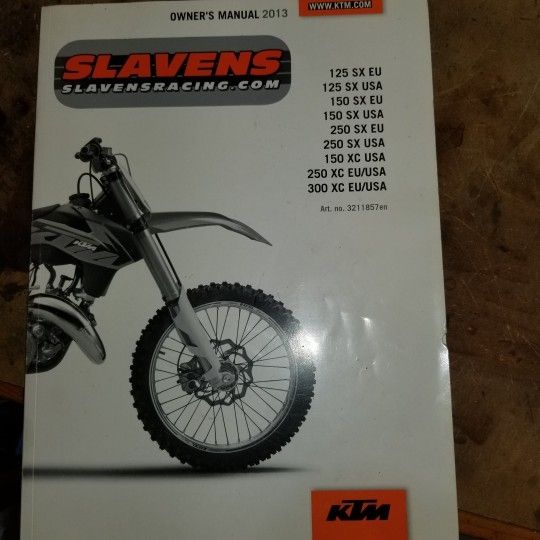 OWNER'S MANUAL 2013
WWW.KTM.COM
SLAVENS
SLAVENSRACING.COM
125 SX EU
125 SX USA
150 SX EU
150 SX USA
250 SX EU
250 SX USA
150 XC USA
250 XC EU/USA
300 XC EU/USA
Art. no. 3211857en
KTM
KTM